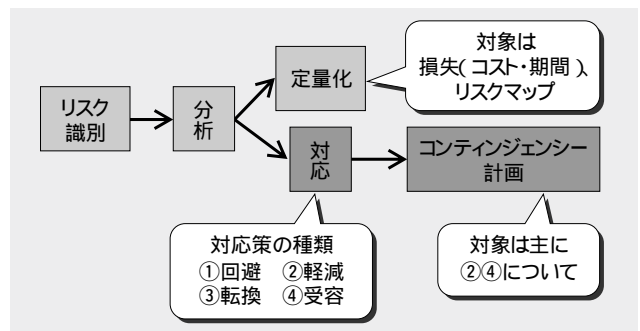 対象は
損失(コスト・期間)、
リスクマップ
定量化
リスク
識別
分
析
対
応
コンティンジェンシー
計画
対応策の種類
①回避 ②軽減
③転換 ④受容
対象は主に
②④について